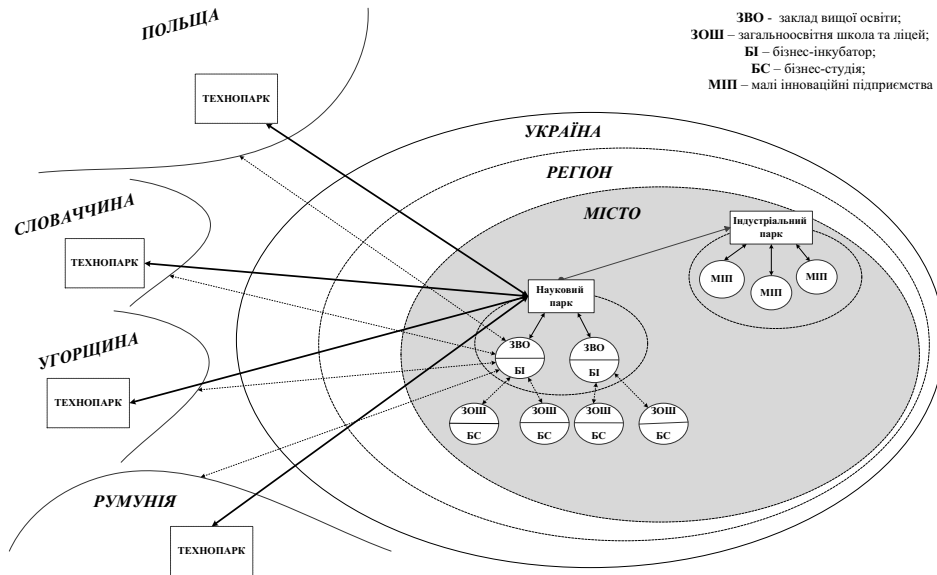 ПОЛЬЩА
ЗВО - заклад вищої освіти;
ЗОШ – загальноосвітня школа та ліцей;
БІ – бізнес-інкубатор;
БС – бізнес-студія;
МІП – малі інноваційні підприємства
ТЕХНОПАРК
УКРАЇНА
РЕГІОН
МІСТО
СЛОВАЧЧИНА
ТЕХНОПАРК
Індустріальний
парк
МІП
МІП
МІП
Науковий
парк
УГОРЩИНА
ЗВО
БІ
ЗВО
БІ
ТЕХНОПАРК
ЗОШ
БС
ЗОШ
БС
ЗОШ
БС
ЗОШ
БС
РУМУНІЯ
ТЕХНОПАРК